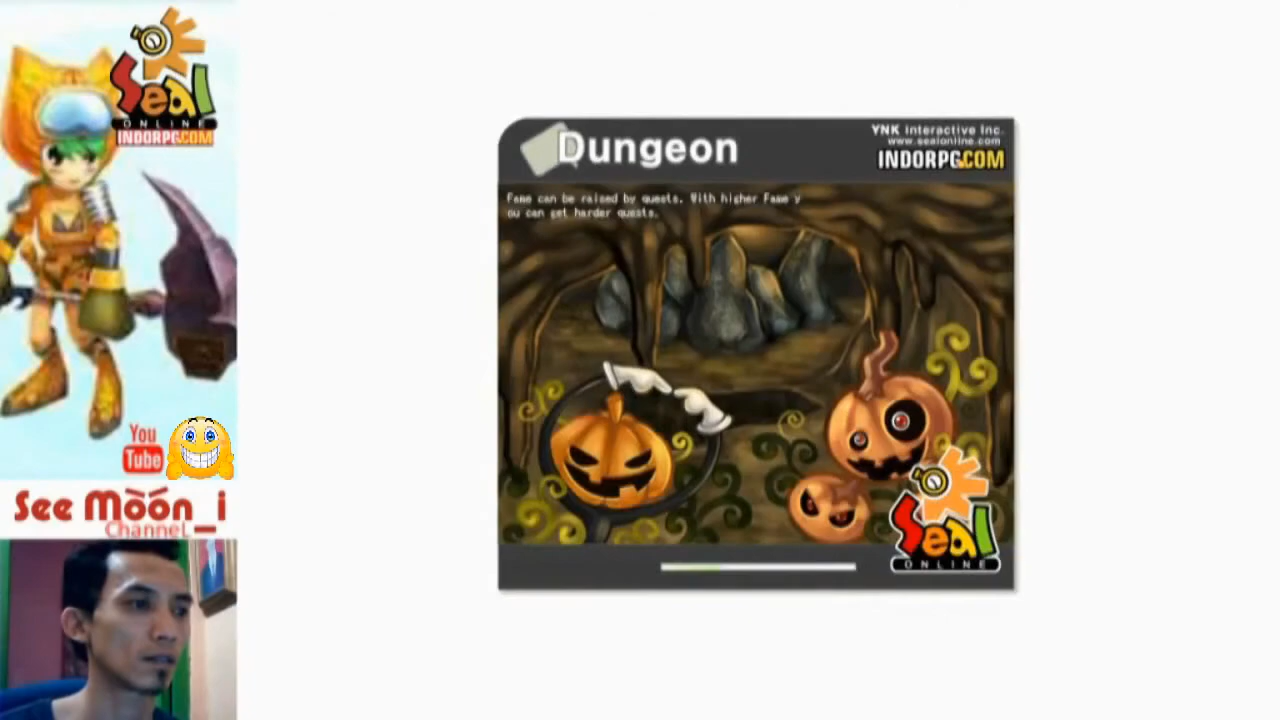 Seal
ONLINE
INDORPG.COM
You
Tube
See Mòón_i
ChanneL
Dungeon
YNK Interactive Inc.
www.sealonline.com
INDORPG.COM
Fame can be raised by quests. With higher Fame y
ou can get harder quests.
Seal
ONLINE